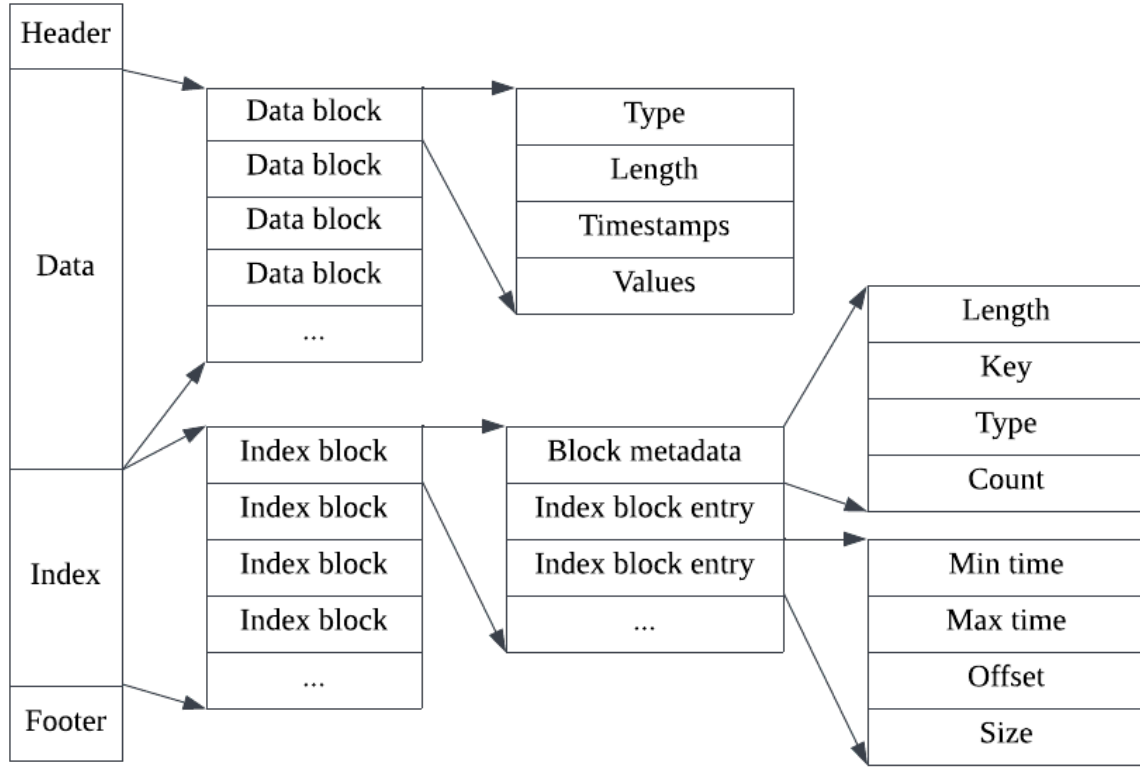 Header
Data
Index
Footer
Data block
Data block
Data block
Data block
...
Type
Length
Timestamps
Values
Index block
Index block
Index block
Index block
...
Block metadata
Index block entry
Index block entry
...
Length
Key
Type
Count
Min time
Max time
Offset
Size